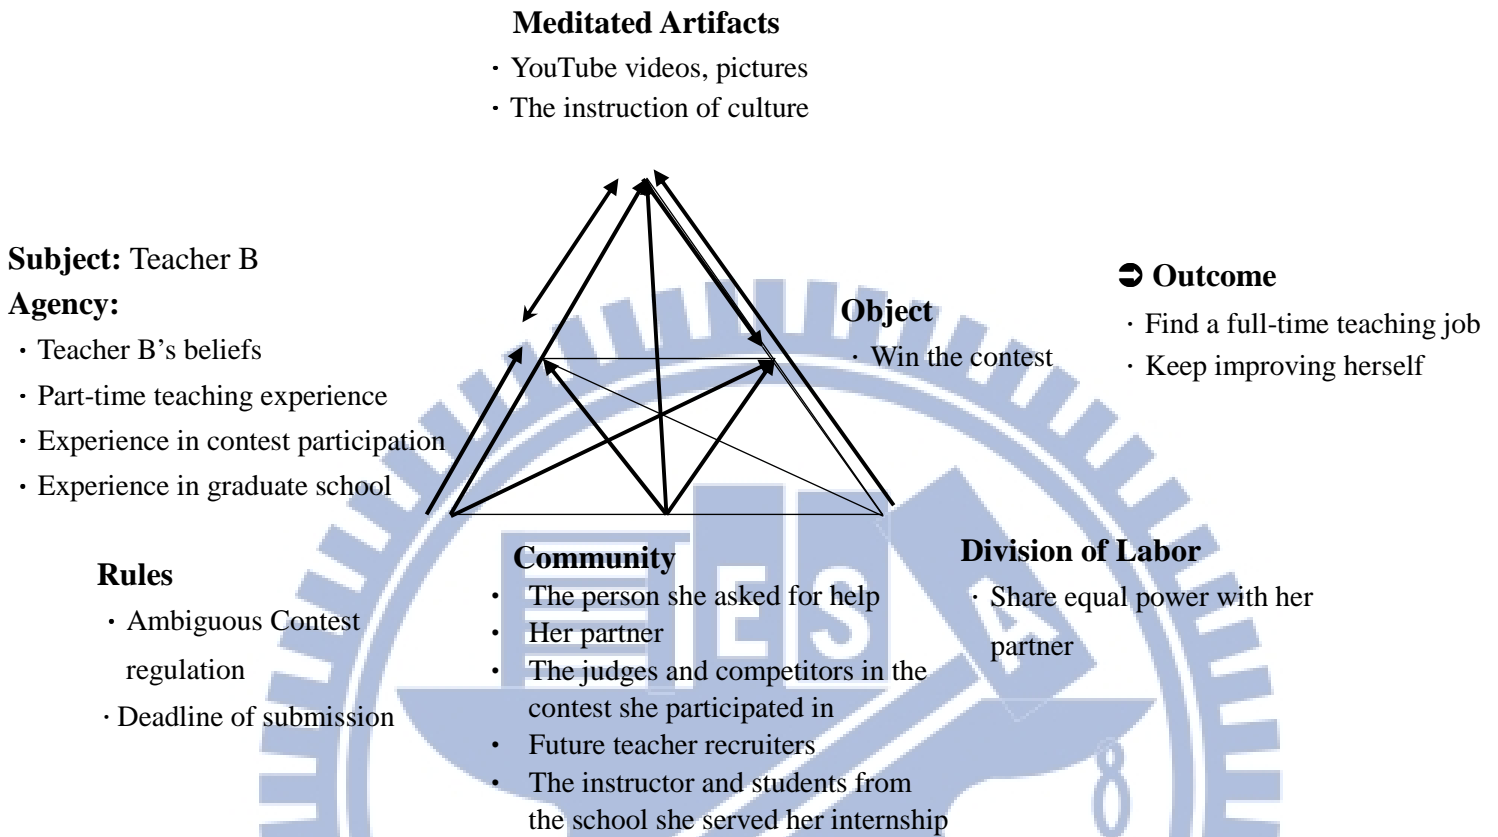 Meditated Artifacts
· YouTube videos, pictures
· The instruction of culture
Subject: Teacher B
Agency:
· Teacher B’s beliefs
· Part-time teaching experience
· Experience in contest participation
· Experience in graduate school
Object
· Win the contest
➲ Outcome
· Find a full-time teaching job
· Keep improving herself
Rules
· Ambiguous Contest
regulation
· Deadline of submission
Community
· The person she asked for help
· Her partner
· The judges and competitors in the
contest she participated in
· Future teacher recruiters
· The instructor and students from
the school she served her internship
Division of Labor
· Share equal power with her
partner
E S A
8